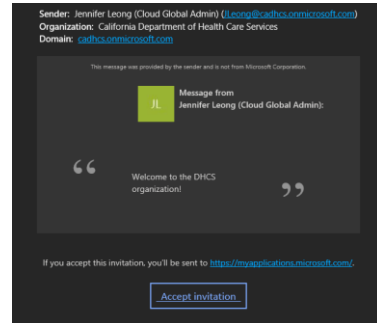 Sender: Jennifer Leong (Cloud Global Admin) (JLeong@cadhcs.onmicrosoft.com)
Organization: California Department of Health Care Services
Domain: cadhcs.onmicrosoft.com
This message was provided by the sender and is not from Microsoft Corporation.
JL
Message from
Jennifer Leong (Cloud Global Admin):
“
Welcome to the DHCS
organization!
”
If you accept this invitation, you'll be sent to https://myapplications.microsoft.com/.
Accept invitation